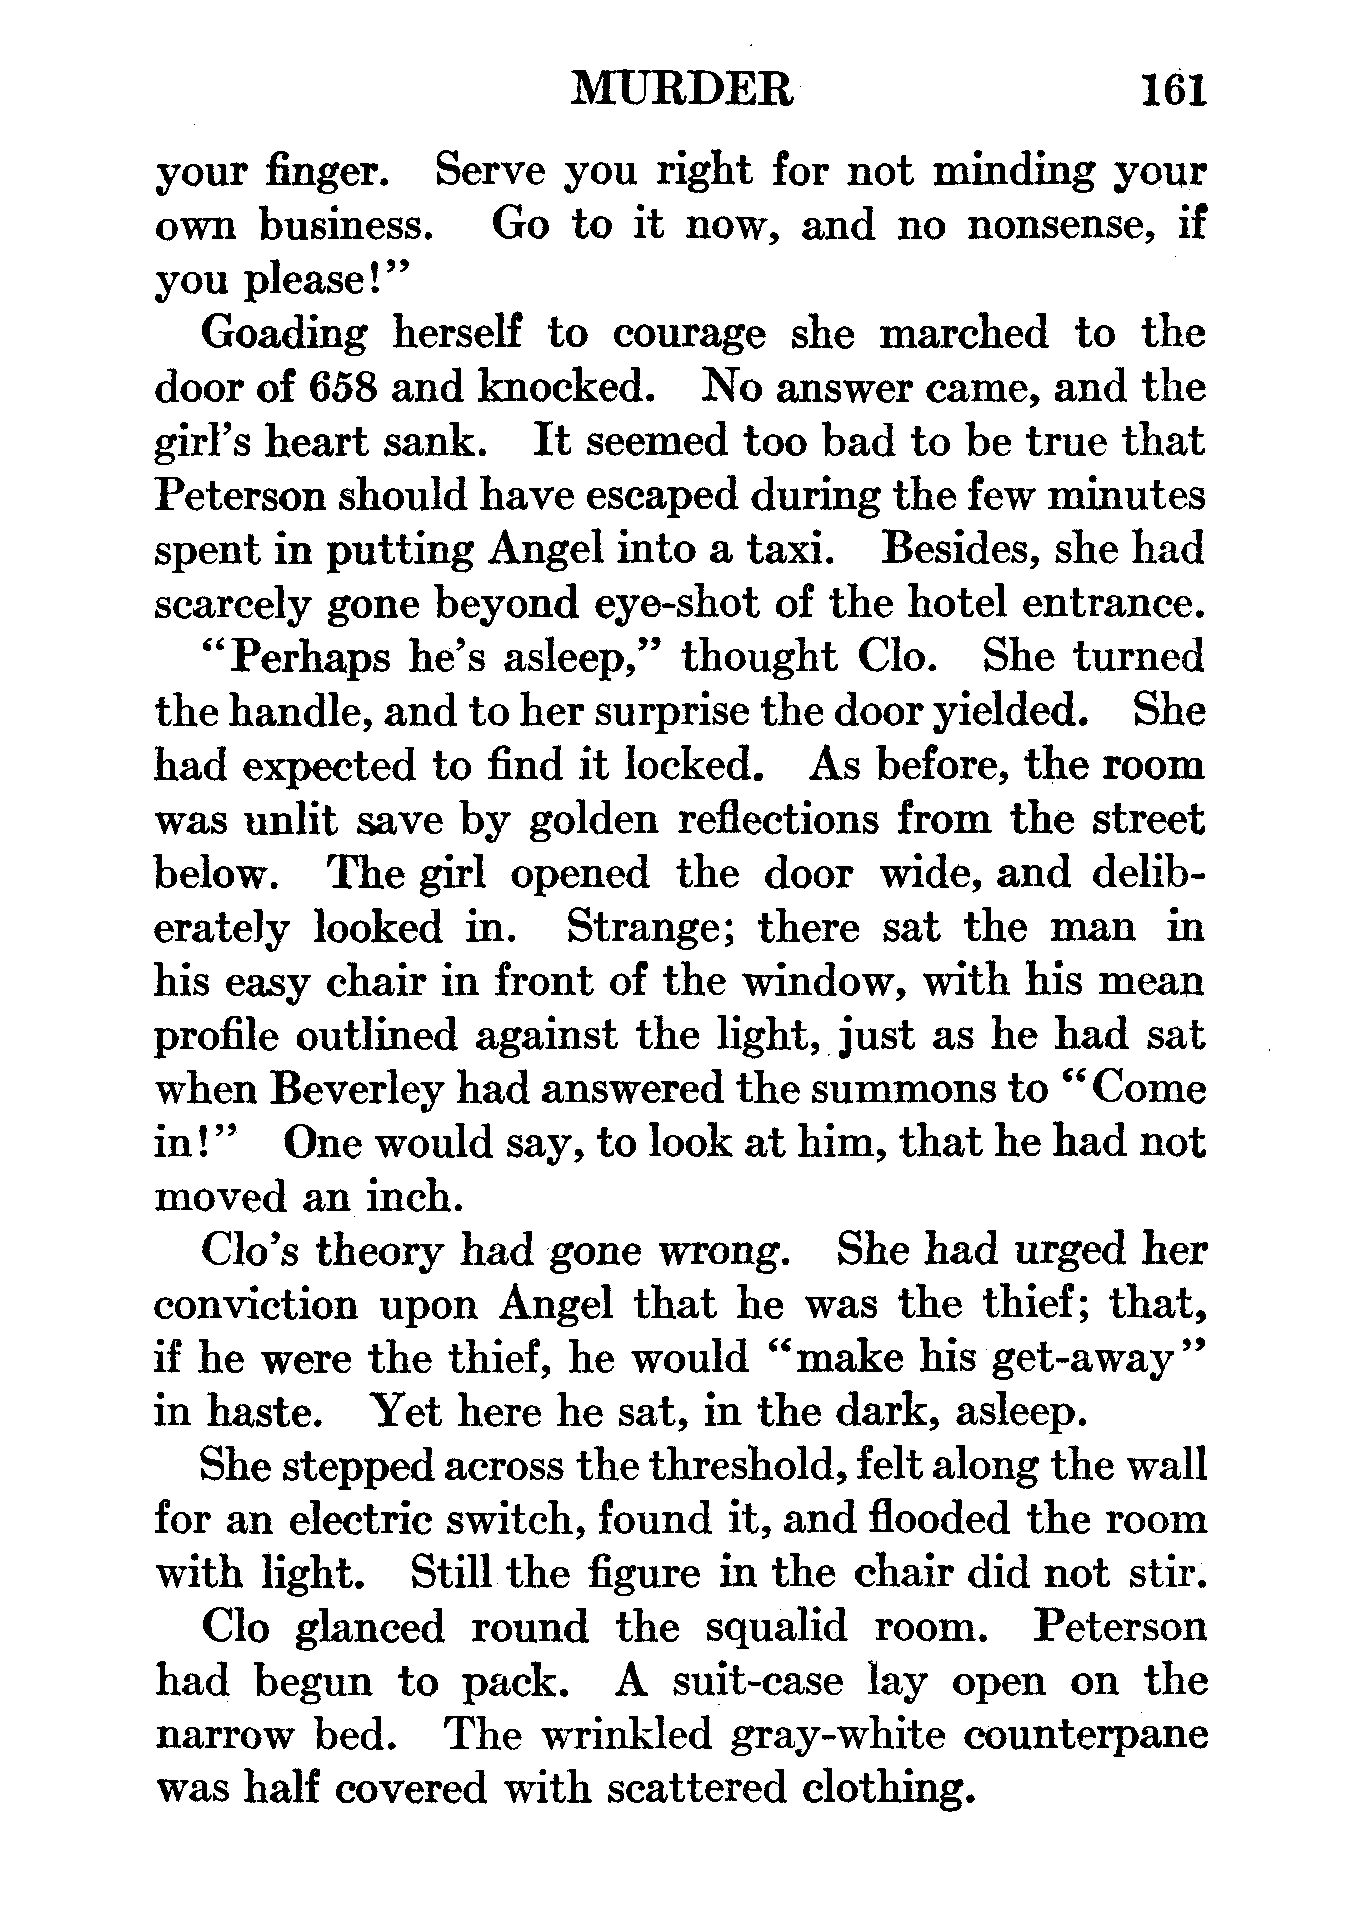 MURDER 161
your finger. Serve you right for not minding your
own business. Go to it now, and no nonsense, if
you please!”
Goading herself to courage she marched to the
door of 658 and knocked. No answer came, and the
girl’s heart sank. It seemed too bad to be true that
Peterson should have escaped during the few minutes
spent in putting Angel into a taxi. Besides, she had
scarcely gone beyond eye-shot of the hotel entrance.
“Perhaps he’s asleep,” thought Clo. She turned
the handle, and to her surprise the door yielded. She
had expected to find it locked. As before, the room
was unlit save by golden reflections from the street
below. The girl opened the door wide, and delib-
erately looked in. Strange; there sat the man in
his easy chair in front of the window, with his mean
profile outlined against the light, just as he had sat
when Beverley had answered the summons to “Come
in!” One would say, to look at him, that he had not
moved an inch.
Clo’s theory had gone wrong. She had urged her
conviction upon Angel that he was the thief; that,
if he were the thief, he would “make his get-away”
in haste. Yet here he sat, in the dark, asleep.
She stepped across the threshold, felt along the wall
for an electric switch, found it, and flooded the room
with light. Still the figure in the chair did not stir.
Clo glanced round the squalid room. Peterson
had begun to pack. A suit-case lay open on the
narrow bed. The wrinkled gray-white counterpane
was half covered with scattered clothing.